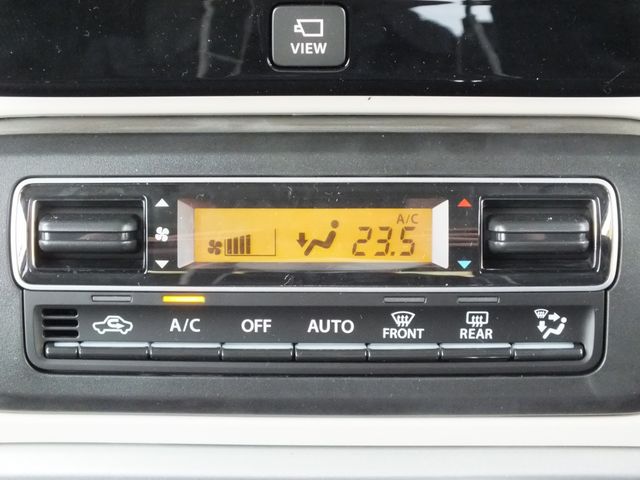 VIEW
A/C
23.5
A/C OFF AUTO FRONT REAR